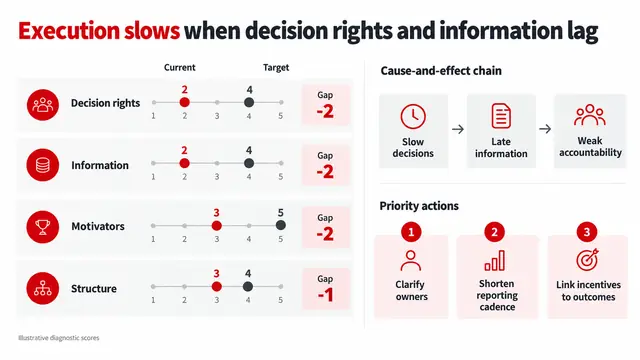 Execution slows when decision rights and information lag
Current Target
Decision rights
2 4
1 2 3 4 5
Gap
-2
Information
2 4
1 2 3 4 5
Gap
-2
Motivators
3 5
1 2 3 4 5
Gap
-2
Structure
3 4
1 2 3 4 5
Gap
-1
Cause-and-effect chain
Slow
decisions
Late
information
Weak
accountability
Priority actions
1
Clarify
owners
2
Shorten
reporting
cadence
3
Link incentives
to outcomes
Illustrative diagnostic scores